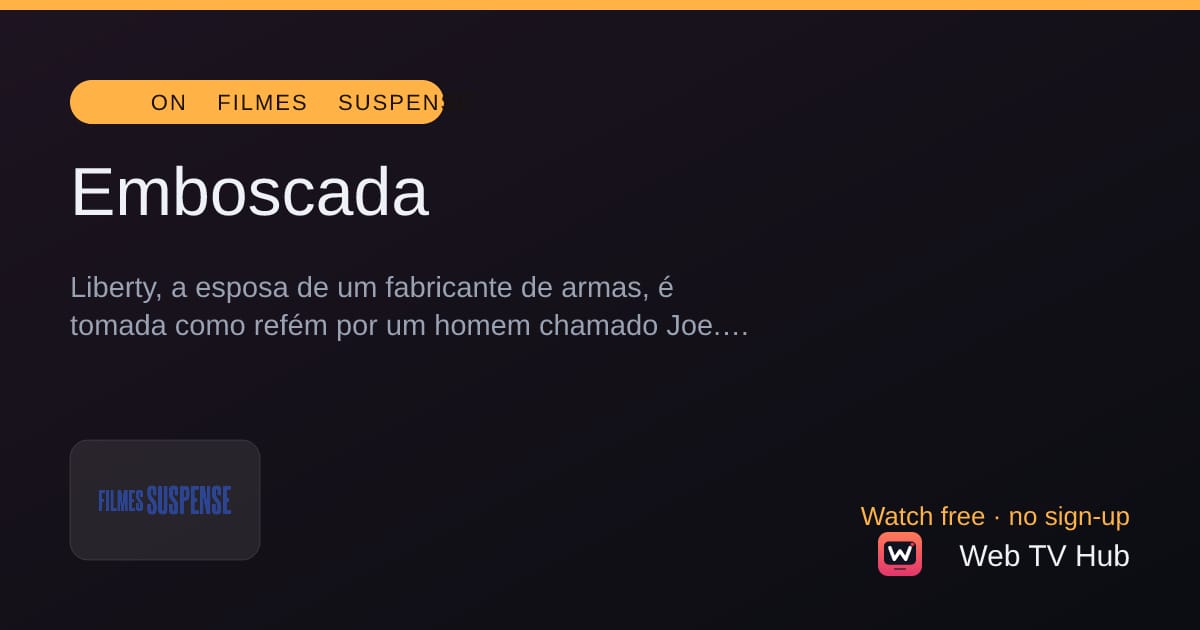 ON FILMES SUSPENSE
Emboscada
Liberty, a esposa de um fabricante de armas, é
tomada como refém por um homem chamado Joe.…
FILMES SUSPENSE
Watch free · no sign-up
W
Web TV Hub